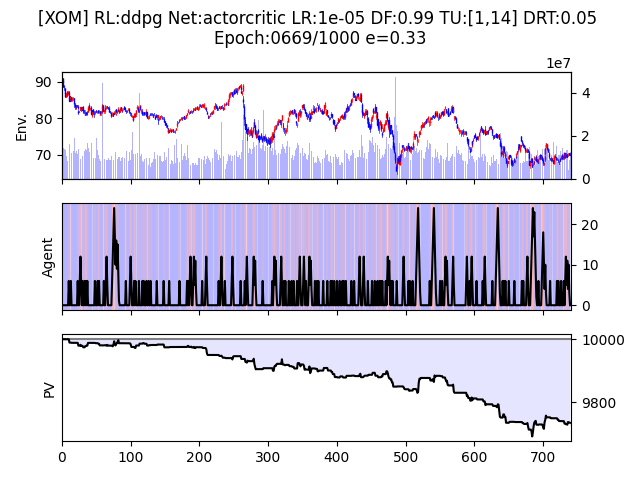 [XOM] RL:ddpg Net:actorcritic LR:1e-05 DF:0.99 TU:[1,14] DRT:0.05
Epoch:0669/1000 e=0.33
1e7
Env.
90
80
70
4
2
0
Agent
20
10
0
PV
10000
9800
0 100 200 300 400 500 600 700